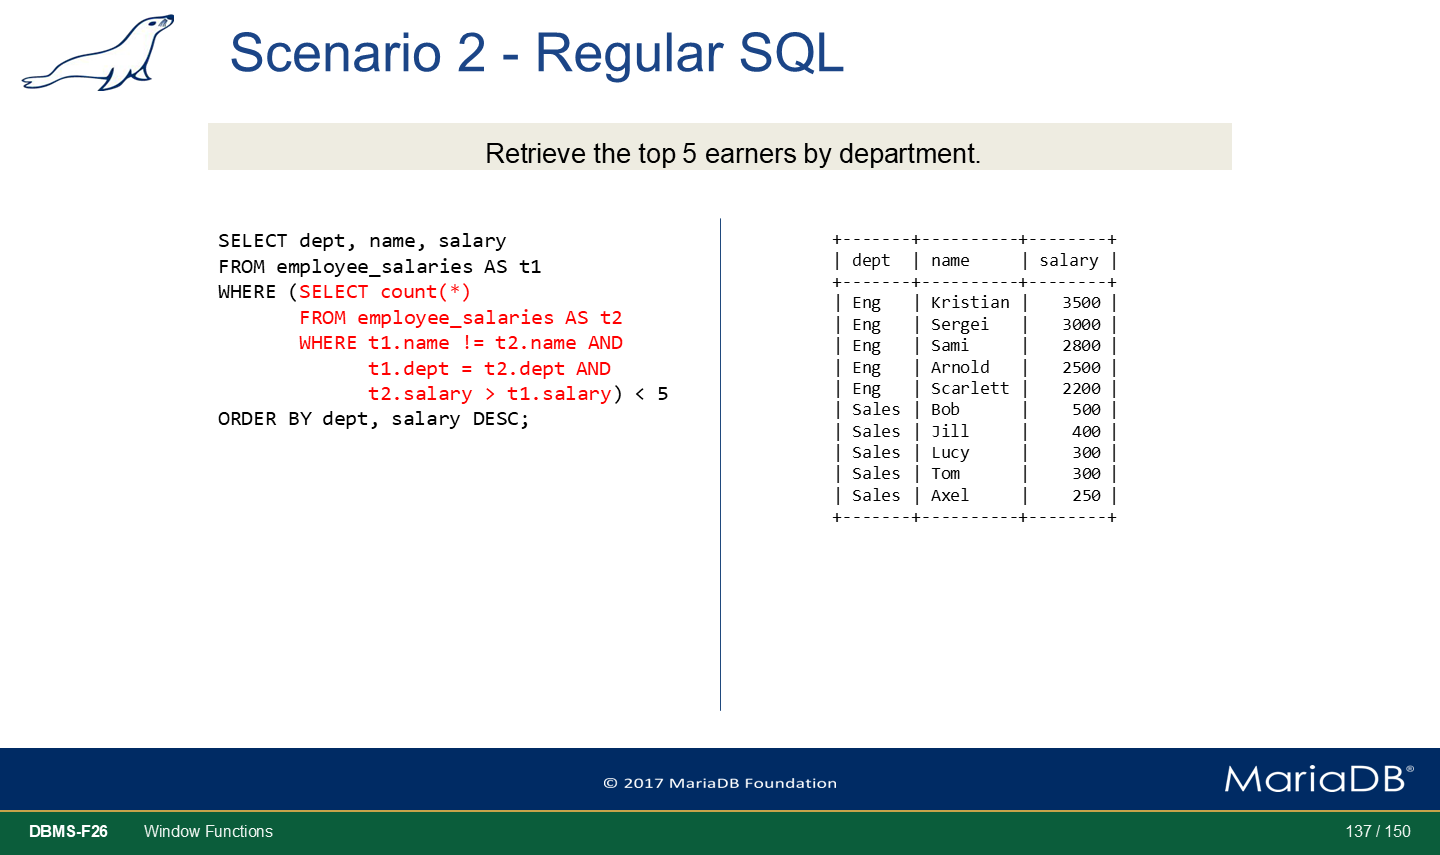 Scenario 2 - Regular SQL
Retrieve the top 5 earners by department.
SELECT dept, name, salary
FROM employee_salaries AS t1
WHERE (SELECT count(*)
       FROM employee_salaries AS t2
       WHERE t1.name != t2.name AND
             t1.dept = t2.dept AND
             t2.salary > t1.salary) < 5
ORDER BY dept, salary DESC;
+-------+----------+--------+
| dept  | name     | salary |
+-------+----------+--------+
| Eng   | Kristian |   3500 |
| Eng   | Sergei   |   3000 |
| Eng   | Sami     |   2800 |
| Eng   | Arnold   |   2500 |
| Eng   | Scarlett |   2200 |
| Sales | Bob      |    500 |
| Sales | Jill     |    400 |
| Sales | Lucy     |    300 |
| Sales | Tom      |    300 |
| Sales | Axel     |    250 |
+-------+----------+--------+
© 2017 MariaDB Foundation
MariaDB®
DBMS-F26 Window Functions 137 / 150